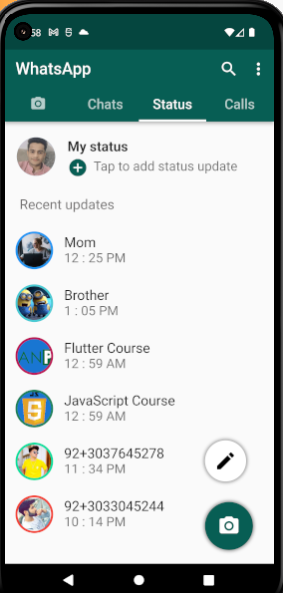 58
WhatsApp
Chats Status Calls
My status
Tap to add status update
Recent updates
Mom
12 : 25 PM
Brother
1 : 05 PM
Flutter Course
12 : 59 AM
ANP
JavaScript Course
12 : 59 AM
92+3037645278
11 : 34 PM
92+3033045244
10 : 14 PM